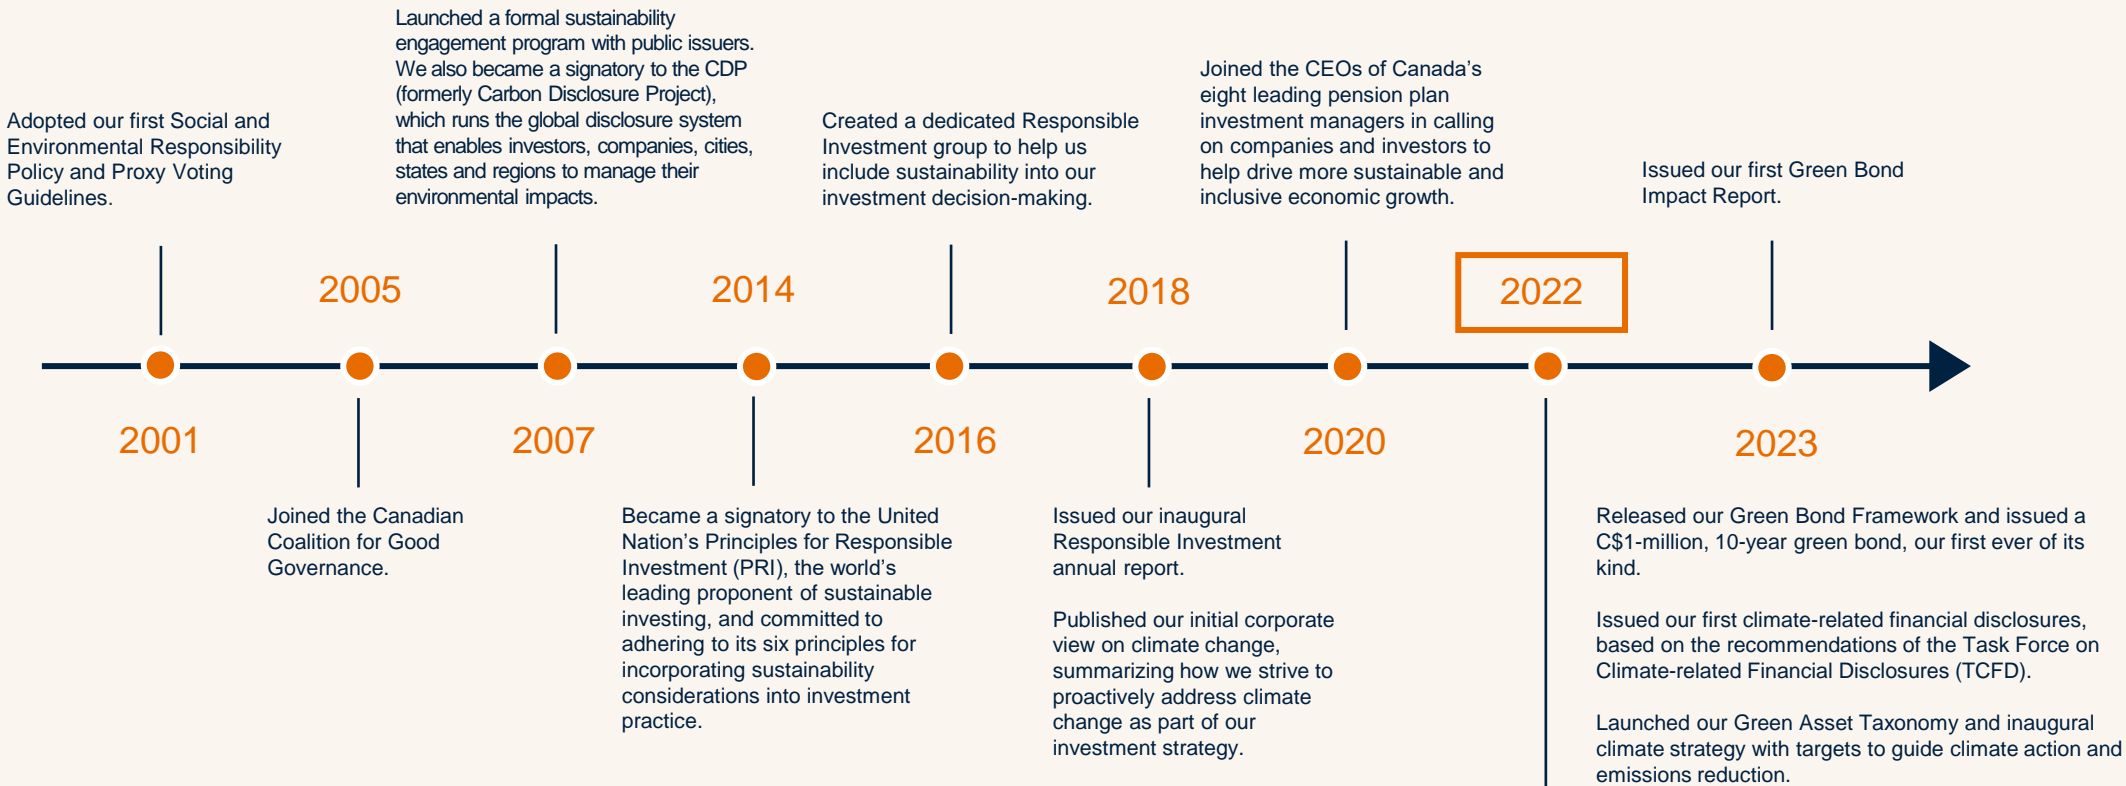 Adopted our first Social and
Environmental Responsibility
Policy and Proxy Voting
Guidelines.
2001
2005
Joined the Canadian
Coalition for Good
Governance.
Launched a formal sustainability
engagement program with public issuers.
We also became a signatory to the CDP
(formerly Carbon Disclosure Project),
which runs the global disclosure system
that enables investors, companies, cities,
states and regions to manage their
environmental impacts.
2007
2014
Became a signatory to the United
Nation’s Principles for Responsible
Investment (PRI), the world’s
leading proponent of sustainable
investing, and committed to
adhering to its six principles for
incorporating sustainability
considerations into investment
practice.
Created a dedicated Responsible
Investment group to help us
include sustainability into our
investment decision-making.
2016
2018
Issued our inaugural
Responsible Investment
annual report.
Published our initial corporate
view on climate change,
summarizing how we strive to
proactively address climate
change as part of our
investment strategy.
Joined the CEOs of Canada’s
eight leading pension plan
investment managers in calling
on companies and investors to
help drive more sustainable and
inclusive economic growth.
2020
2022
Released our Green Bond Framework and issued a
C$1-million, 10-year green bond, our first ever of its
kind.
Issued our first climate-related financial disclosures,
based on the recommendations of the Task Force on
Climate-related Financial Disclosures (TCFD).
Launched our Green Asset Taxonomy and inaugural
climate strategy with targets to guide climate action and
emissions reduction.
Issued our first Green Bond
Impact Report.
2023